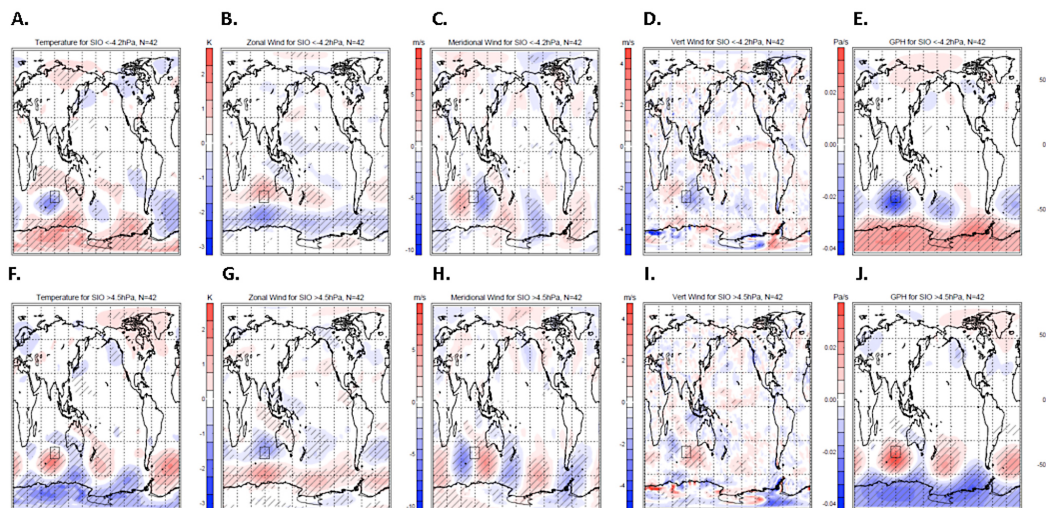 A. B. C. D. E.
Temperature for SIO <-4.2hPa, N=42
K
Zonal Wind for SIO <-4.2hPa, N=42
m/s
Meridional Wind for SIO <-4.2hPa, N=42
m/s
Vert Wind for SIO <-4.2hPa, N=42
Pa/s
GPH for SIO <-4.2hPa, N=42
2
1
0
-1
-2
-3
5
0
-5
-10
4
2
0
-2
-4
0.02
0.00
-0.02
-0.04
50
0
-50
F. G. H. I. J.
Temperature for SIO >4.5hPa, N=42
K
Zonal Wind for SIO >4.5hPa, N=42
m/s
Meridional Wind for SIO >4.5hPa, N=42
m/s
Vert Wind for SIO >4.5hPa, N=42
Pa/s
GPH for SIO >4.5hPa, N=42
2
1
0
-1
-2
-3
5
0
-5
-10
4
2
0
-2
-4
0.02
0.00
-0.02
-0.04
50
0
-50